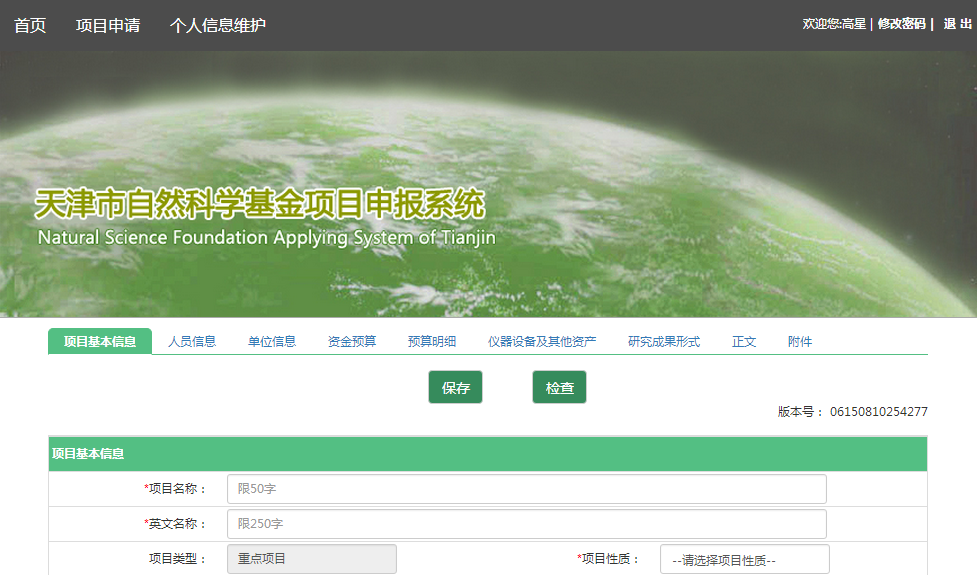 首页 项目申请 个人信息维护 欢迎您:高星 | 修改密码 | 退 出
天津市自然科学基金项目申报系统
Natural Science Foundation Applying System of Tianjin
项目基本信息 人员信息 单位信息 资金预算 预算明细 仪器设备及其他资产 研究成果形式 正文 附件
保存 检查
版本号： 06150810254277
项目基本信息
*项目名称： 限50字
*英文名称： 限250字
项目类型： 重点项目 *项目性质： --请选择项目性质--